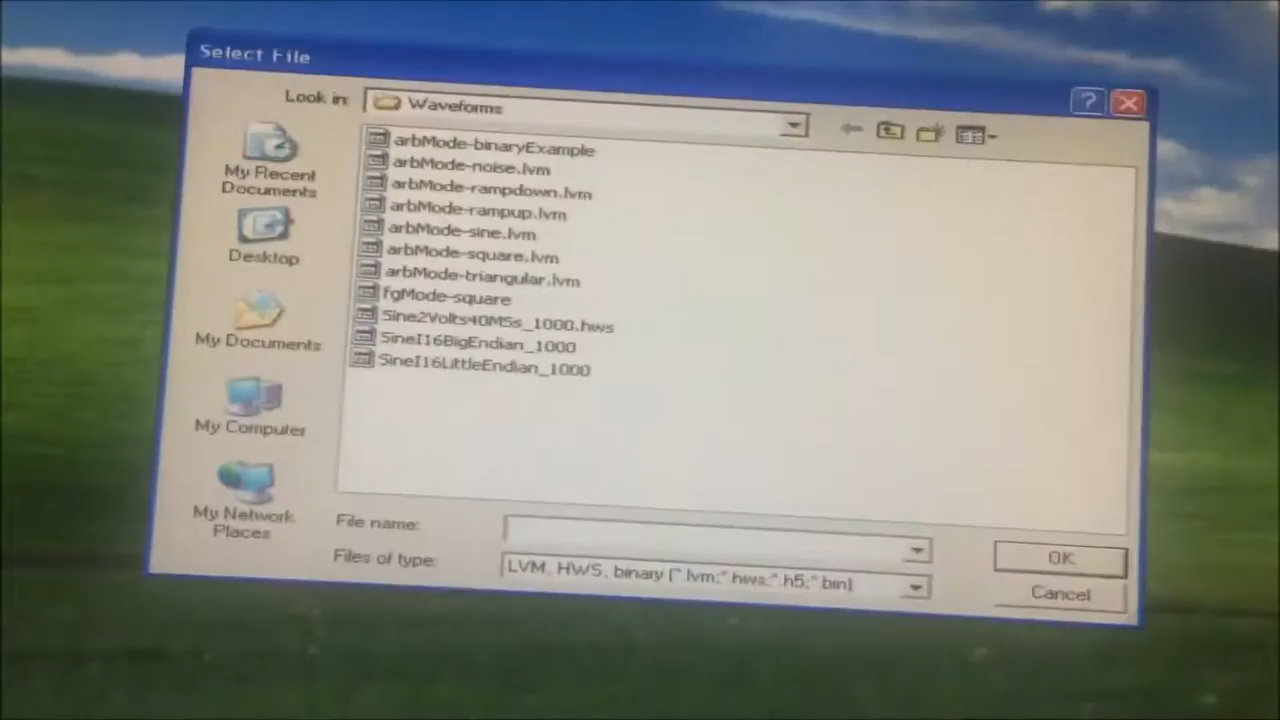 Select File
Look in:
Waveforms
My Recent
Documents
Desktop
My Documents
My Computer
My Network
Places
arbMode-binaryExample
arbMode-noise.lvm
arbMode-rampdown.lvm
arbMode-rampup.lvm
arbMode-sine.lvm
arbMode-square.lvm
arbMode-triangular.lvm
fgMode-square
Sine2Volts40MSs_1000.hws
SineI16BigEndian_1000
SineI16LittleEndian_1000
File name:
Files of type:
LVM, HWS, binary [*.lvm;*.hws;*.h5;*.bin]
OK
Cancel